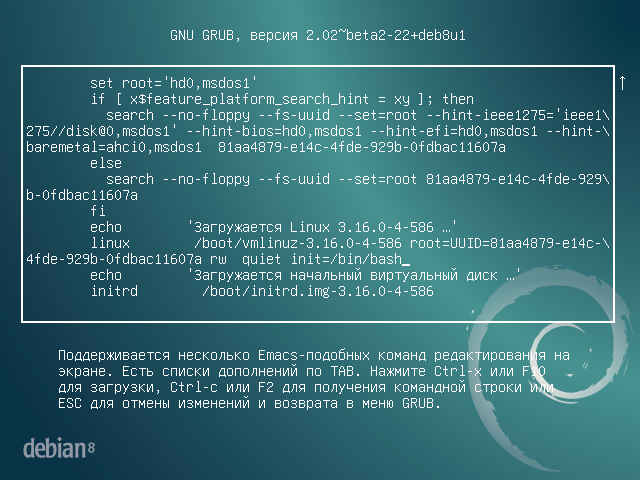 GNU GRUB, версия 2.02~beta2-22+deb8u1
set root='hd0,msdos1'
if [ x$feature_platform_search_hint = xy ]; then
search --no-floppy --fs-uuid --set=root --hint-ieee1275='ieee1\
275//disk@0,msdos1' --hint-bios=hd0,msdos1 --hint-efi=hd0,msdos1 --hint-\
baremetal=ahci0,msdos1  81aa4879-e14c-4fde-929b-0fdbac11607a
else
search --no-floppy --fs-uuid --set=root 81aa4879-e14c-4fde-929\
b-0fdbac11607a
fi
echo 'Загружается Linux 3.16.0-4-586 …'
linux /boot/vmlinuz-3.16.0-4-586 root=UUID=81aa4879-e14c-\
4fde-929b-0fdbac11607a rw  quiet init=/bin/bash_
echo 'Загружается начальный виртуальный диск …'
initrd /boot/initrd.img-3.16.0-4-586
Поддерживается несколько Emacs-подобных команд редактирования на
экране. Есть списки дополнений по TAB. Нажмите Ctrl-x или F10
для загрузки, Ctrl-c или F2 для получения командной строки или
ESC для отмены изменений и возврата в меню GRUB.
debian 8